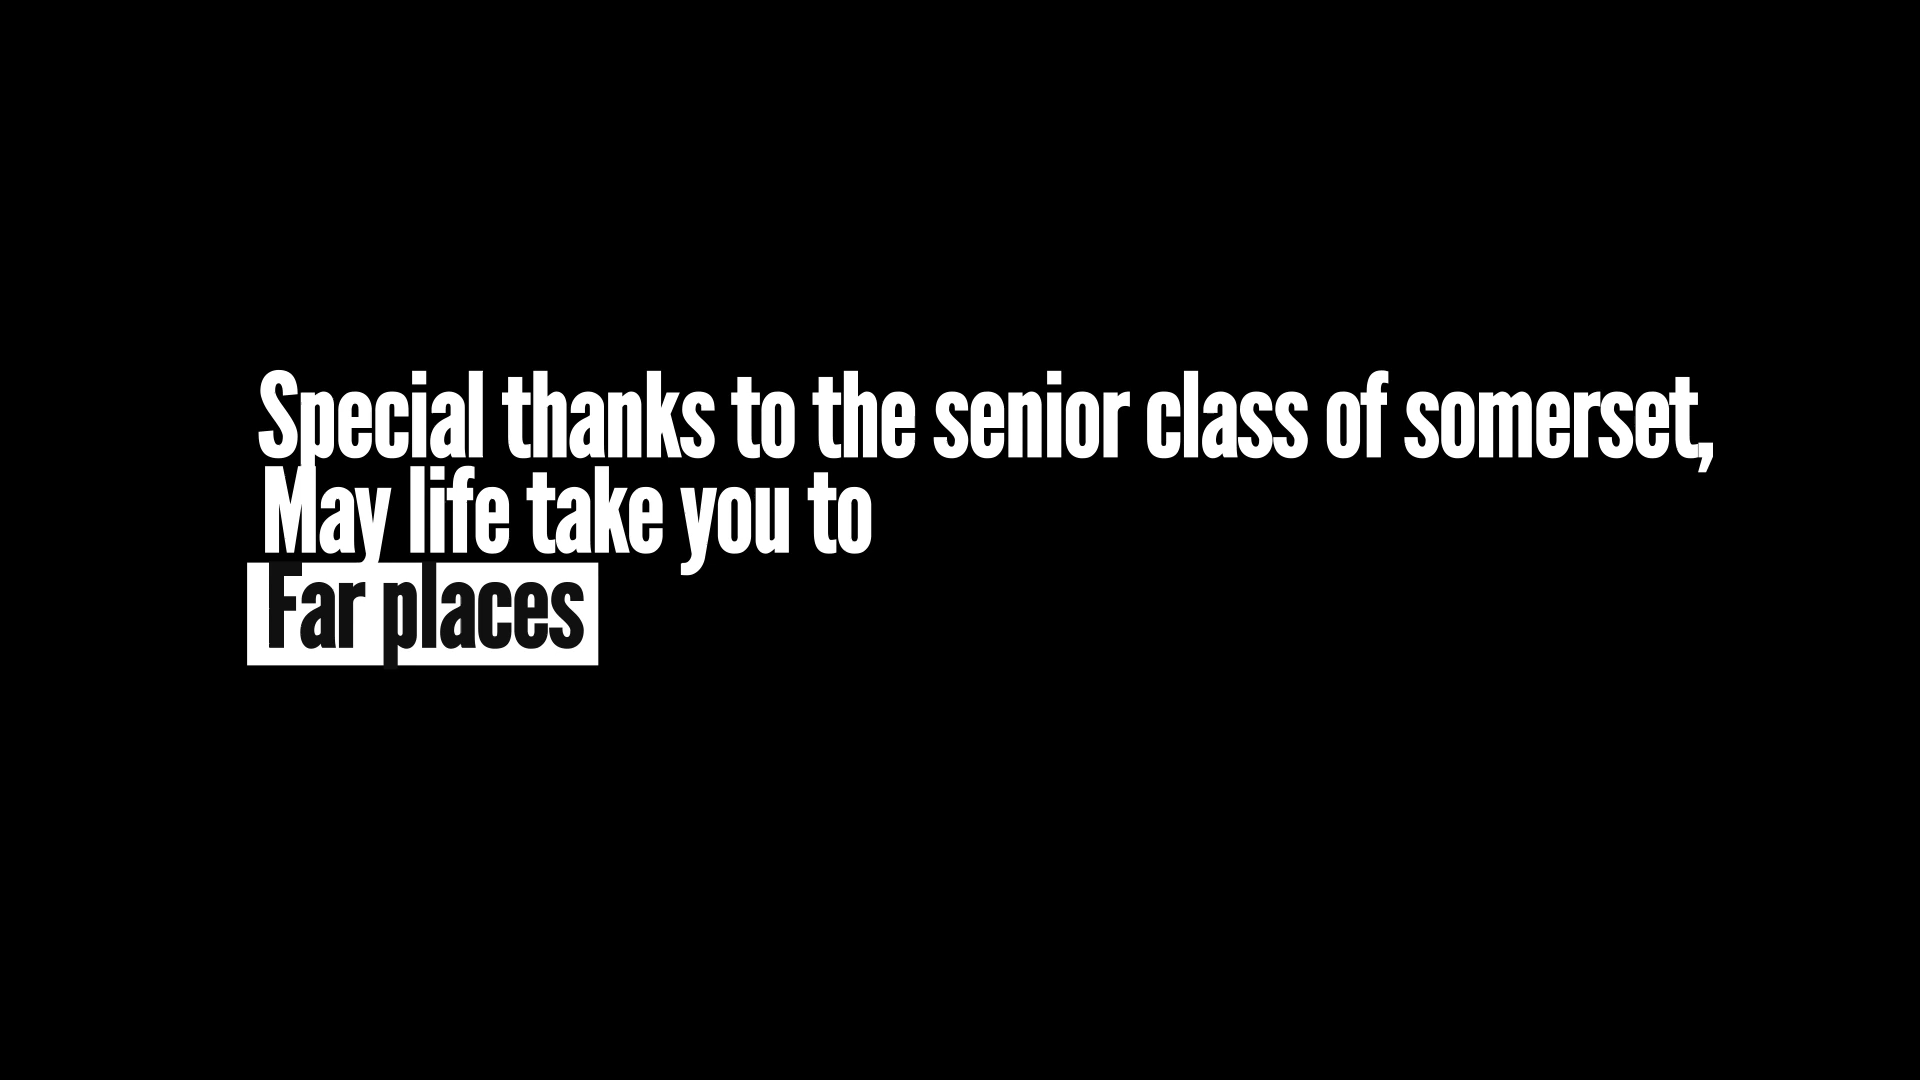 Special thanks to the senior class of somerset,
May life take you to
Far places